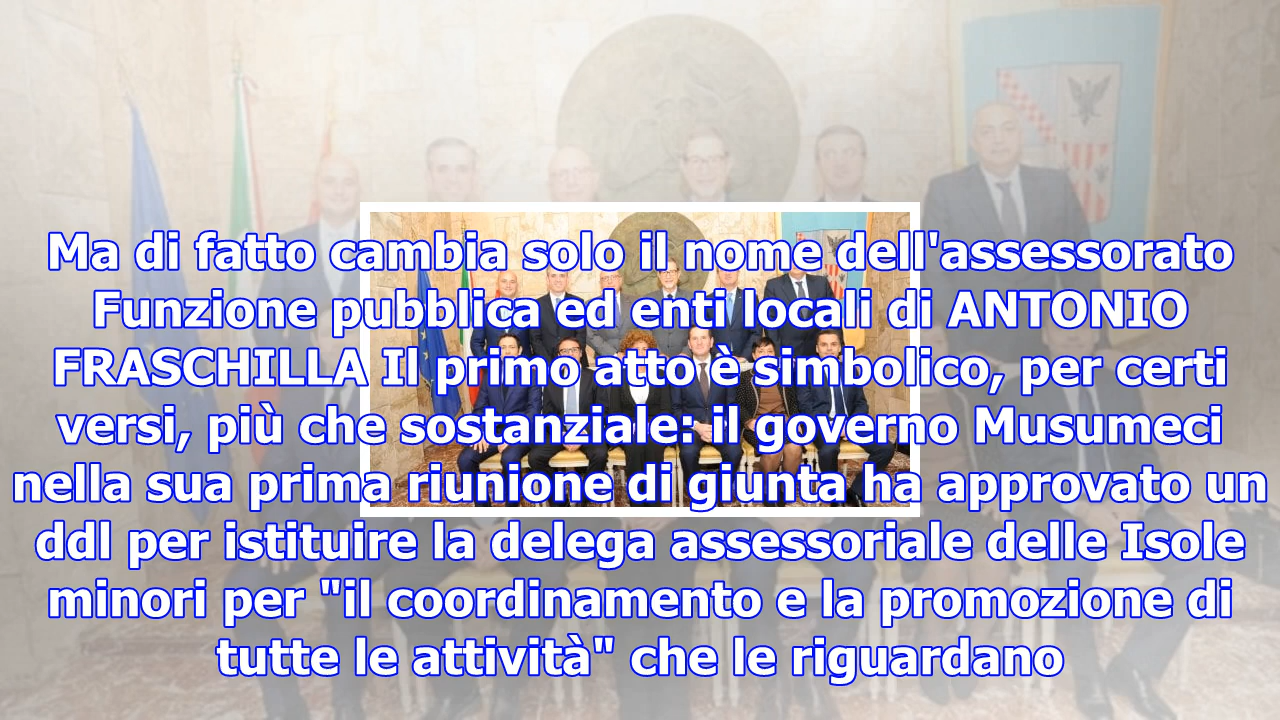 Ma di fatto cambia solo il nome dell'assessorato
Funzione pubblica ed enti locali di ANTONIO
FRASCHILLA Il primo atto è simbolico, per certi
versi, più che sostanziale: il governo Musumeci
nella sua prima riunione di giunta ha approvato un
ddl per istituire la delega assessoriale delle Isole
minori per "il coordinamento e la promozione di
tutte le attività" che le riguardano